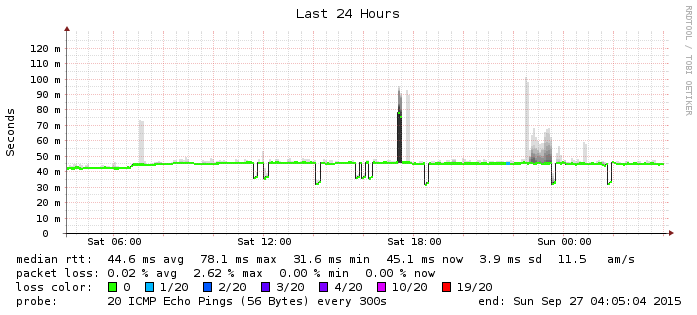 Last 24 Hours
RRDTOOL / TOBI OETIKER
Seconds
120 m
110 m
100 m
90 m
80 m
70 m
60 m
50 m
40 m
30 m
20 m
10 m
0
Sat 06:00 Sat 12:00 Sat 18:00 Sun 00:00
median rtt: 44.6 ms avg 78.1 ms max 31.6 ms min 45.1 ms now 3.9 ms sd 11.5 am/s
packet loss: 0.02 % avg 2.62 % max 0.00 % min 0.00 % now
loss color: 0 1/20 2/20 3/20 4/20 10/20 19/20
probe: 20 ICMP Echo Pings (56 Bytes) every 300s end: Sun Sep 27 04:05:04 2015